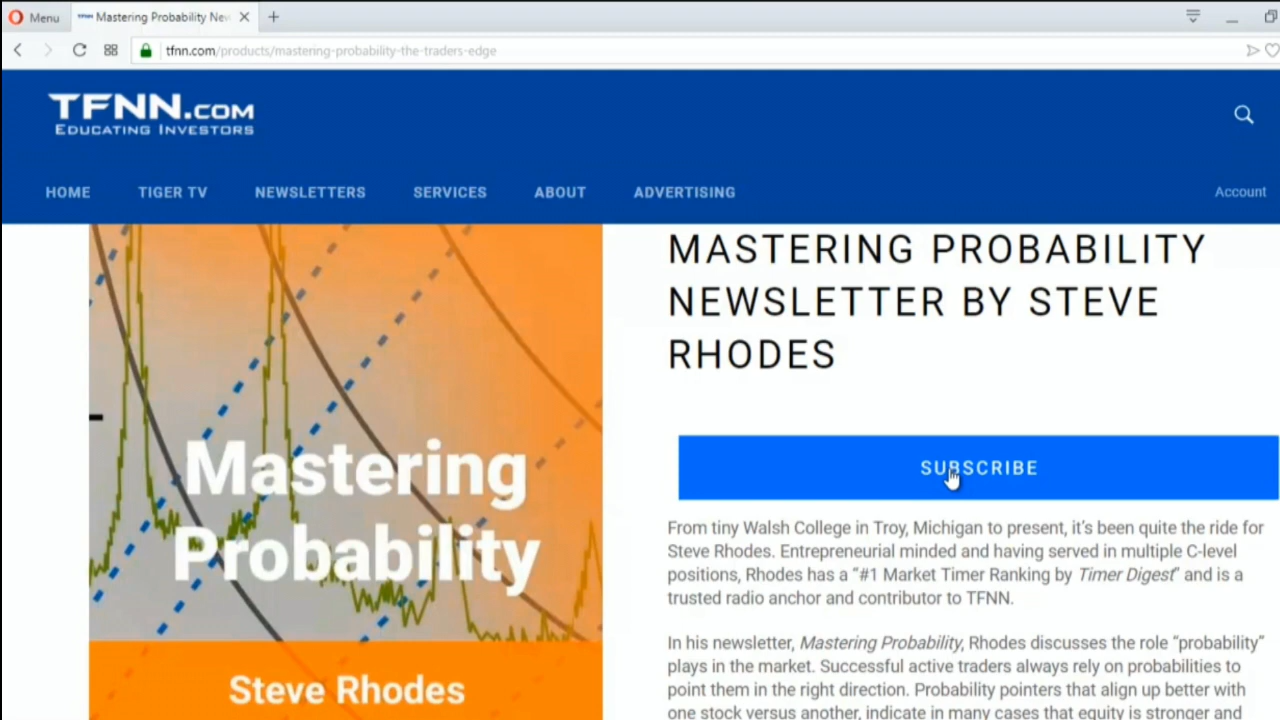 Menu
Mastering Probability New
tfnn.com/products/mastering-probability-the-traders-edge
TFNN.COM
EDUCATING INVESTORS
HOME TIGER TV NEWSLETTERS SERVICES ABOUT ADVERTISING Account
Mastering
Probability
Steve Rhodes
MASTERING PROBABILITY
NEWSLETTER BY STEVE
RHODES
SUBSCRIBE
From tiny Walsh College in Troy, Michigan to present, it’s been quite the ride for
Steve Rhodes. Entrepreneurial minded and having served in multiple C-level
positions, Rhodes has a “#1 Market Timer Ranking by Timer Digest” and is a
trusted radio anchor and contributor to TFNN.
In his newsletter, Mastering Probability, Rhodes discusses the role “probability”
plays in the market. Successful active traders always rely on probabilities to
point them in the right direction. Probability pointers that align up better with
one stock versus another, indicate in many cases that equity is stronger and